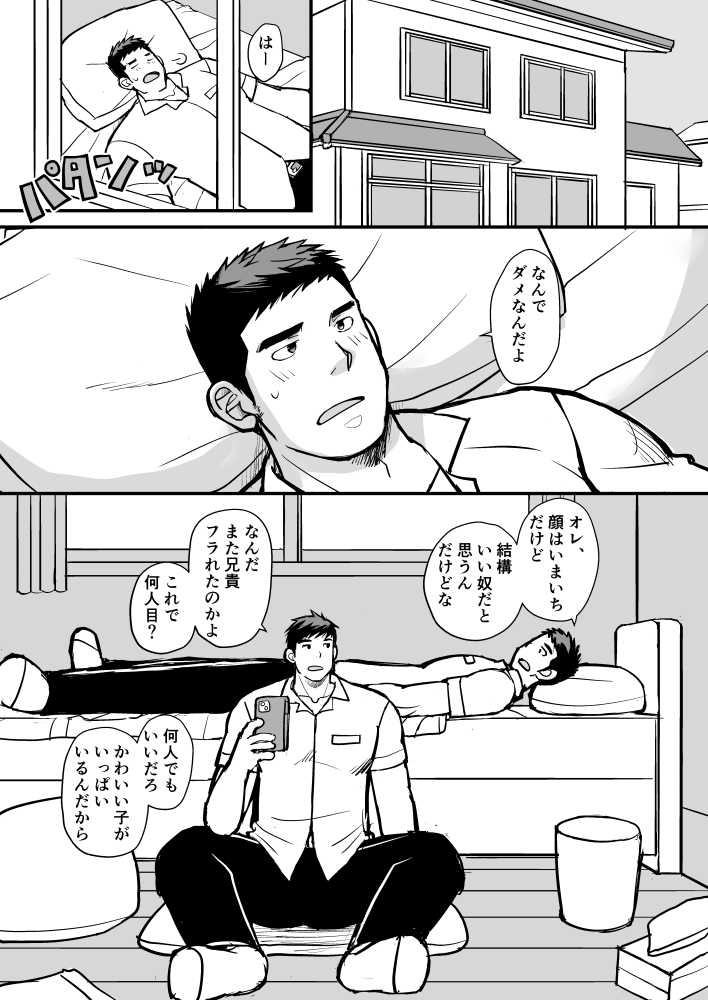 はー
パタンッ
なんで
ダメなんだよ
オレ、
顔はいまいち
だけど
結構
いい奴だと
思うん
だけどな
なんだ
また兄貴
フラれたのかよ
これで
何人目？
何人でも
いいだろ
かわいい子が
いっぱい
いるんだから